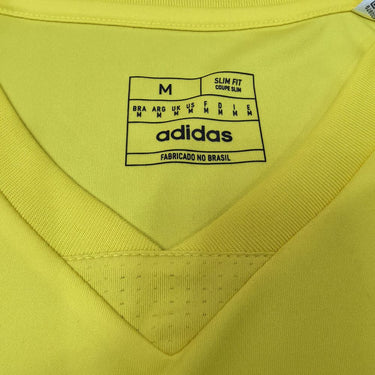 M
SLIM FIT
COUPE SLIM
BRA ARG UK US F D I E
M M M M M M M M
adidas
FABRICADO NO BRASIL